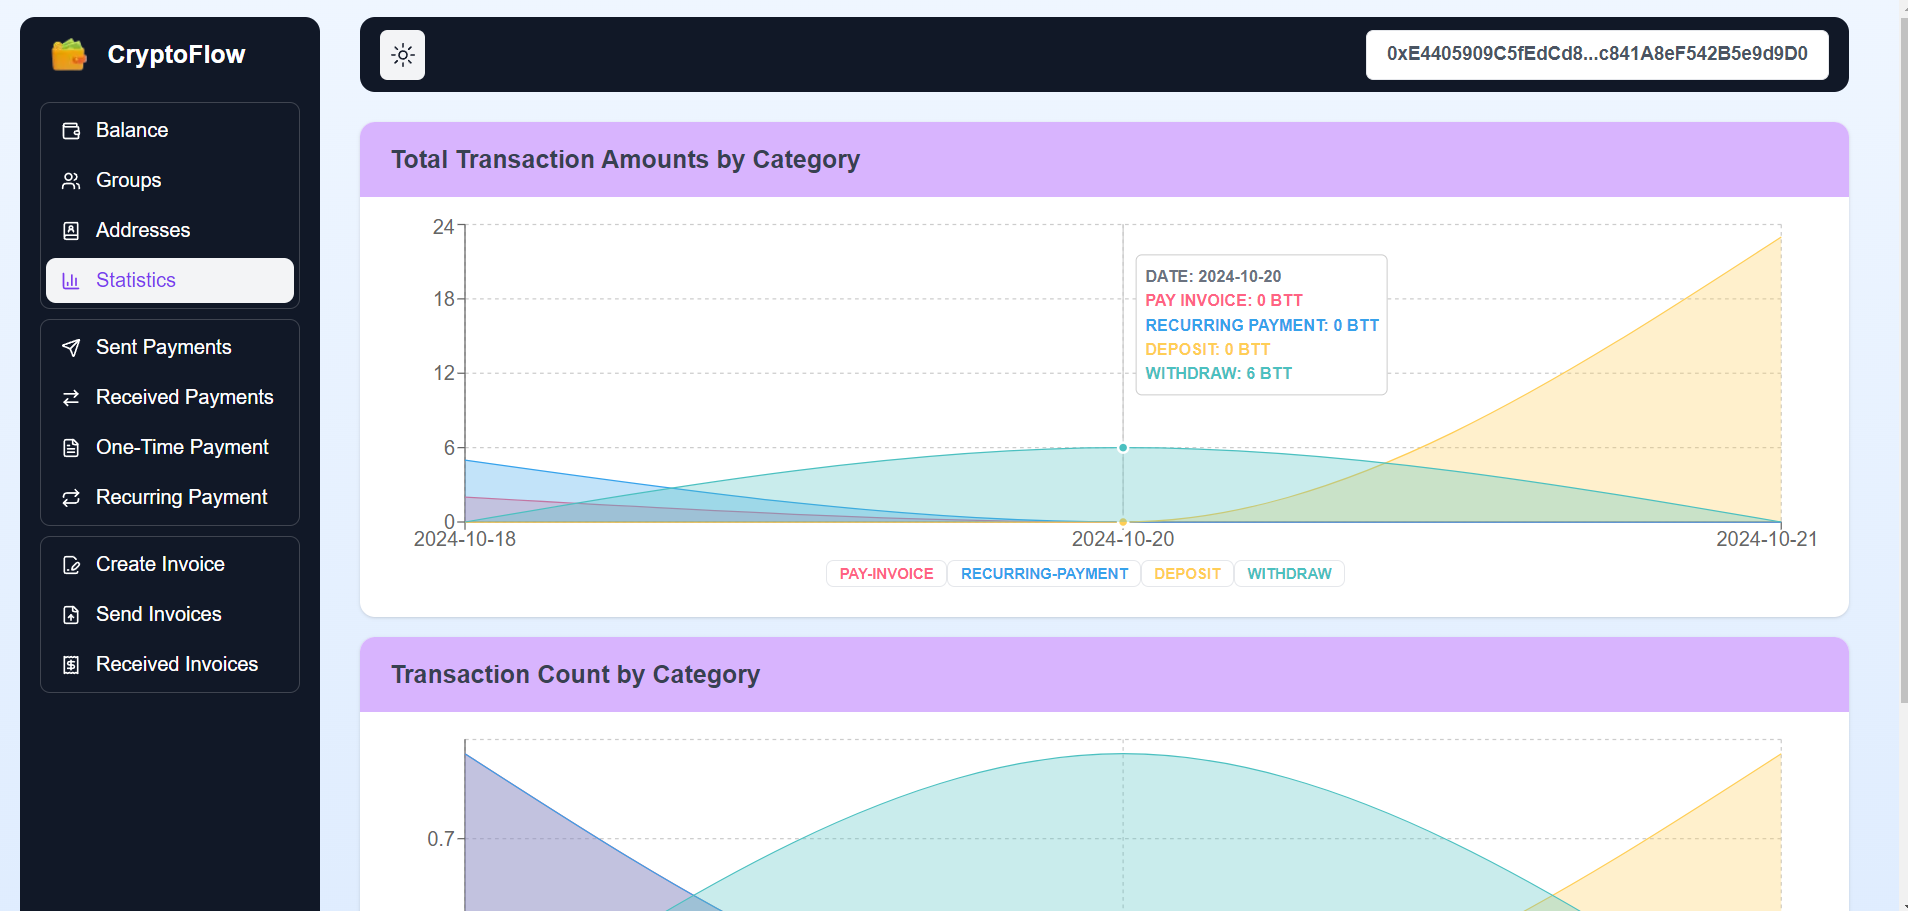 CryptoFlow
Balance
Groups
Addresses
Statistics
Sent Payments
Received Payments
One-Time Payment
Recurring Payment
Create Invoice
Send Invoices
Received Invoices
0xE4405909C5fEdCd8...c841A8eF542B5e9d9D0
Total Transaction Amounts by Category
24
18
12
6
0
2024-10-18
2024-10-20
2024-10-21
DATE: 2024-10-20
PAY INVOICE: 0 BTT
RECURRING PAYMENT: 0 BTT
DEPOSIT: 0 BTT
WITHDRAW: 6 BTT
PAY-INVOICE RECURRING-PAYMENT DEPOSIT WITHDRAW
Transaction Count by Category
0.7